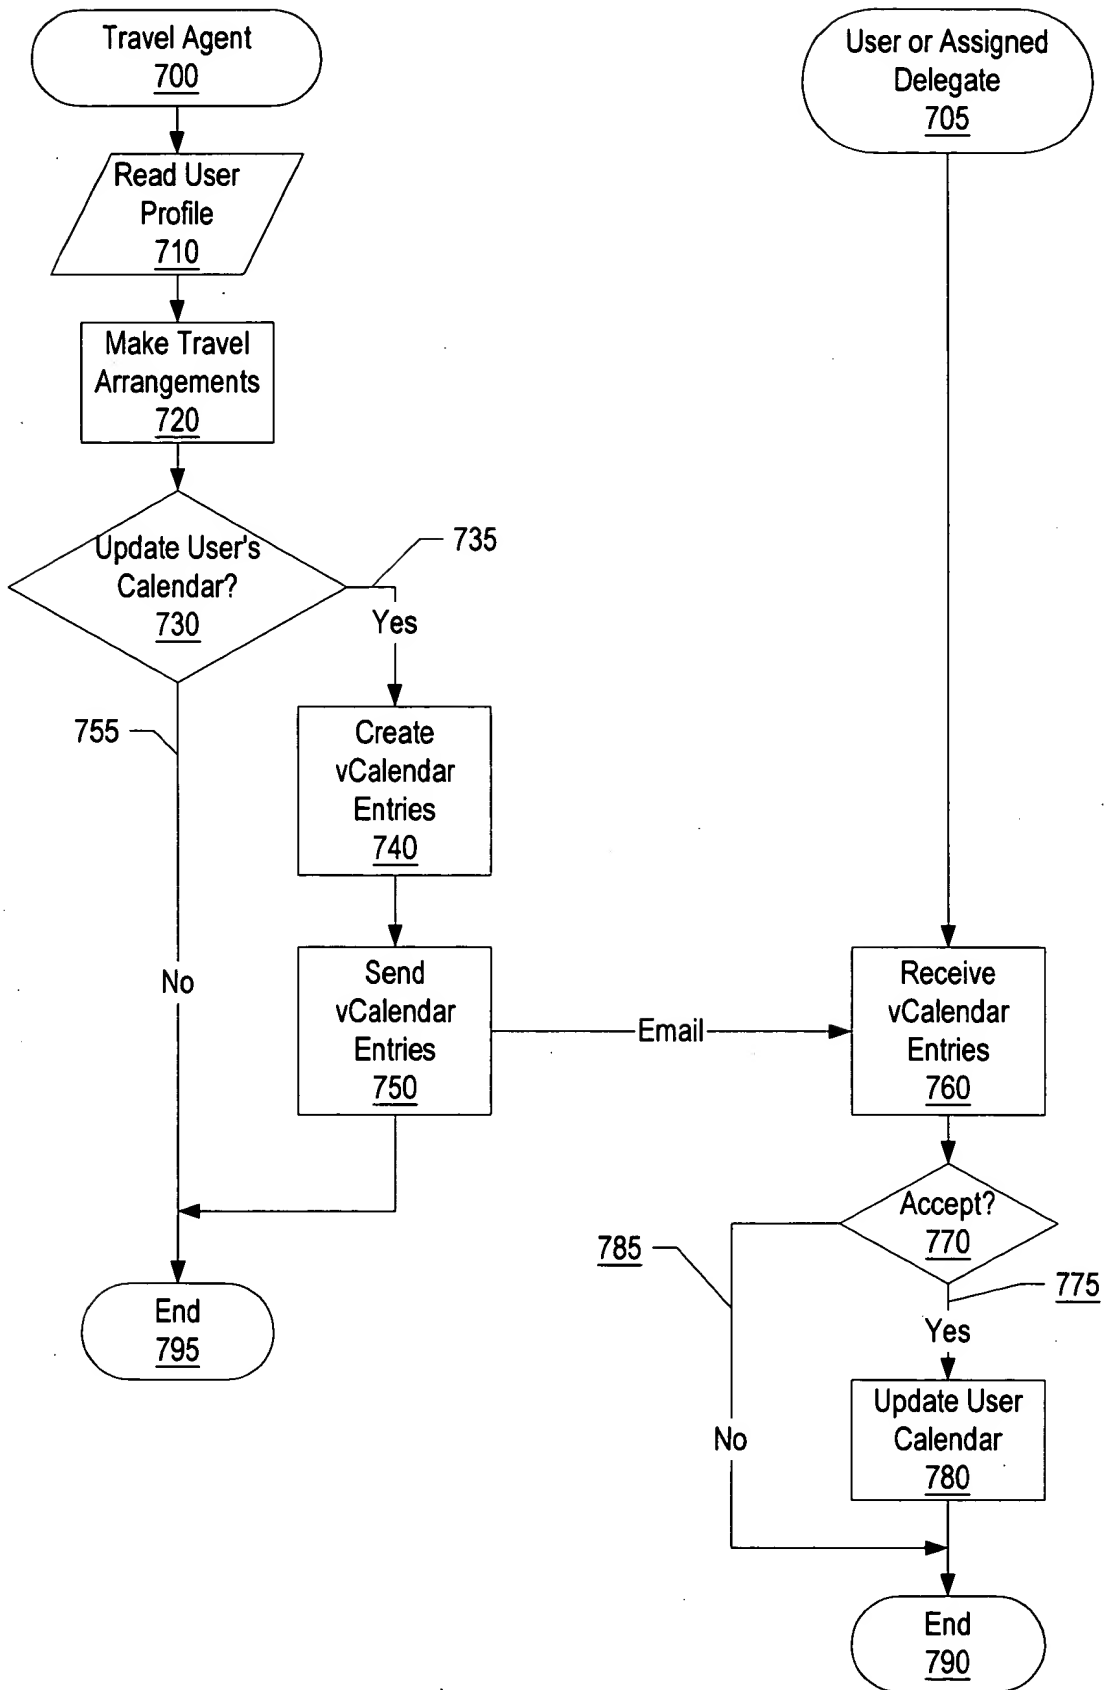 Travel Agent
700
User or Assigned
Delegate
705
Read User
Profile
710
Make Travel
Arrangements
720
Update User's
Calendar?
730
735
Yes
755
Create
vCalendar
Entries
740
No
Send
vCalendar
Entries
750
Email
Receive
vCalendar
Entries
760
Accept?
770
785
775
Yes
End
795
Update User
Calendar
780
No
End
790